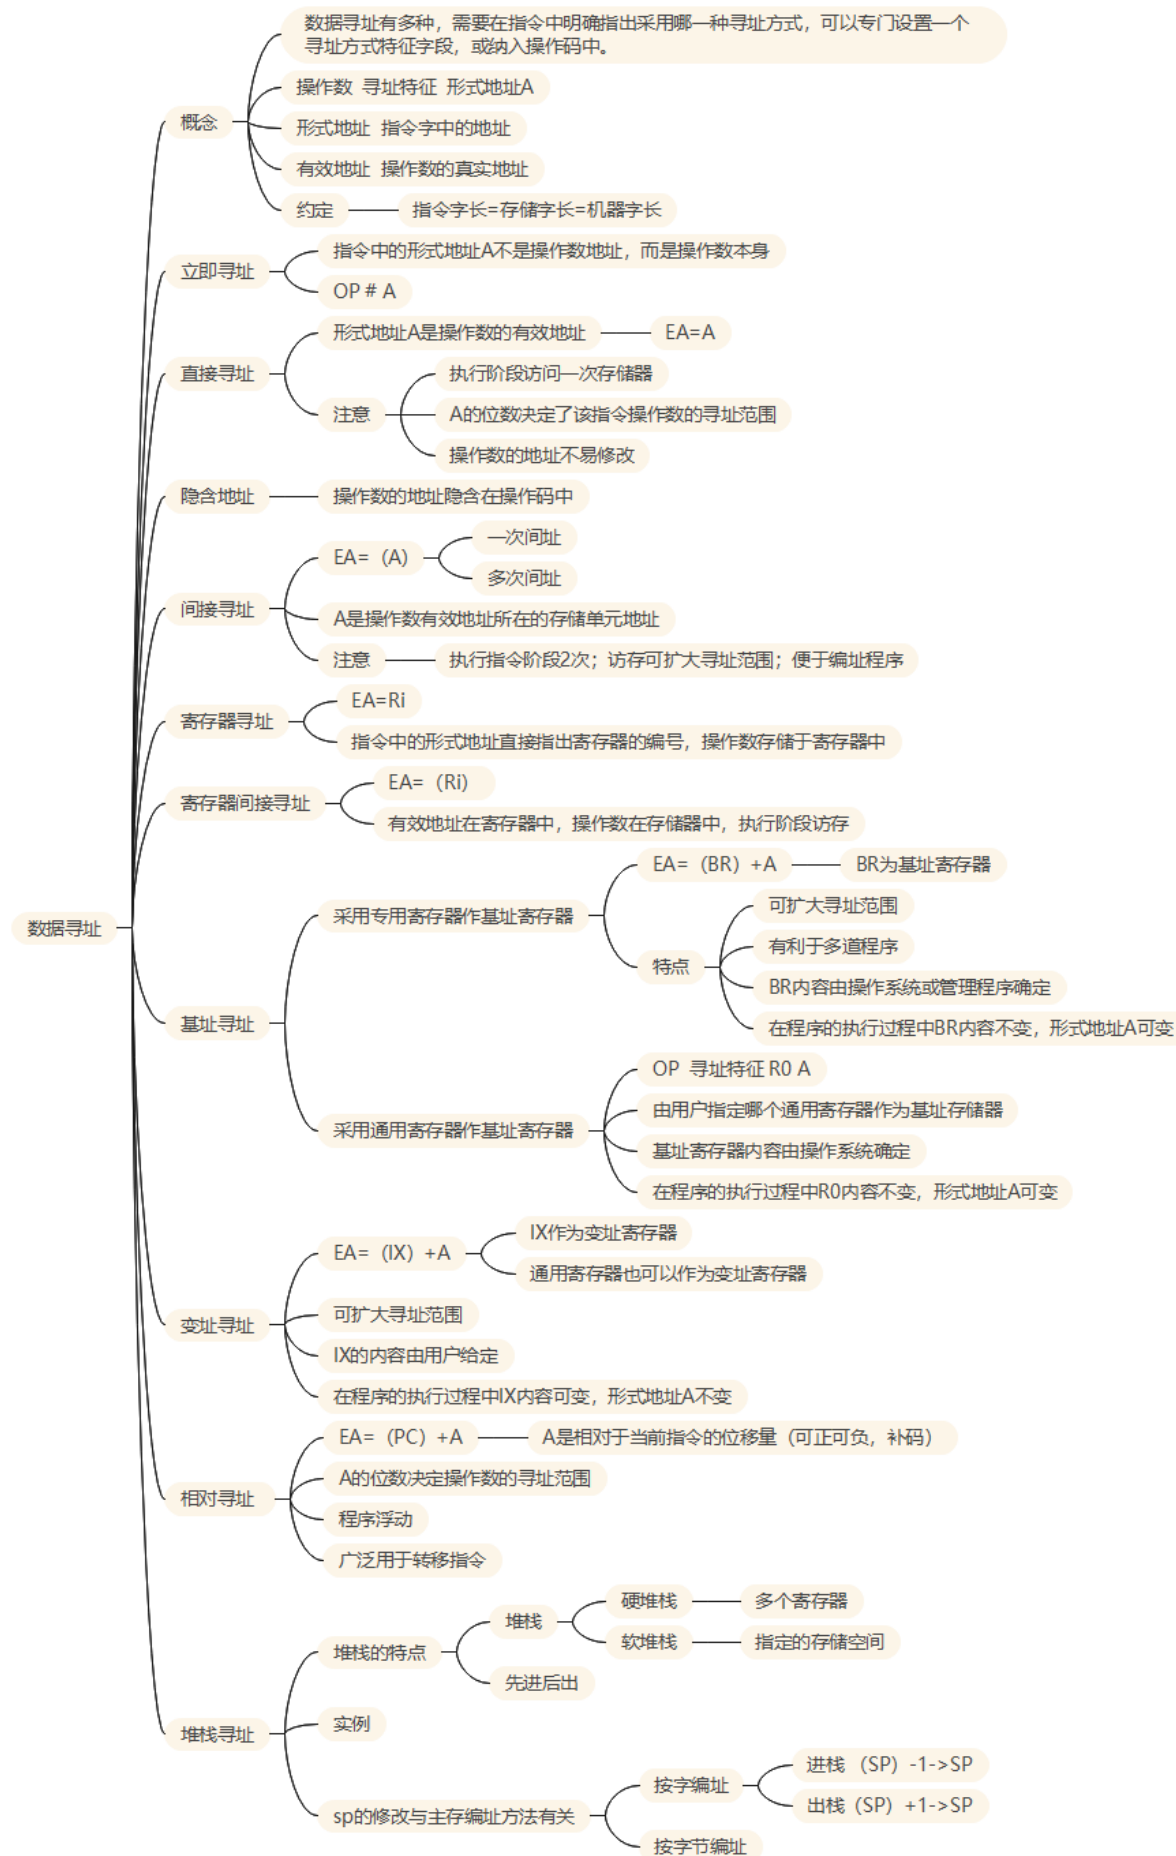 数据寻址有多种，需要在指令中明确指出采用哪一种寻址方式，可以专门设置一个
寻址方式特征字段，或纳入操作码中。
操作数 寻址特征 形式地址A
概念
形式地址 指令字中的地址
有效地址 操作数的真实地址
约定
指令字长=存储字长=机器字长
指令中的形式地址A不是操作数地址，而是操作数本身
立即寻址
OP # A
形式地址A是操作数的有效地址
EA=A
直接寻址
执行阶段访问一次存储器
注意
A的位数决定了该指令操作数的寻址范围
操作数的地址不易修改
隐含地址
操作数的地址隐含在操作码中
EA=（A）
一次间址
多次间址
间接寻址
A是操作数有效地址所在的存储单元地址
注意
执行指令阶段2次；访存可扩大寻址范围；便于编址程序
寄存器寻址
EA=Ri
指令中的形式地址直接指出寄存器的编号，操作数存储于寄存器中
寄存器间接寻址
EA=（Ri）
有效地址在寄存器中，操作数在存储器中，执行阶段访存
数据寻址
基址寻址
采用专用寄存器作基址寄存器
EA=（BR）+A
BR为基址寄存器
特点
可扩大寻址范围
有利于多道程序
BR内容由操作系统或管理程序确定
在程序的执行过程中BR内容不变，形式地址A可变
采用通用寄存器作基址寄存器
OP 寻址特征 R0 A
由用户指定哪个通用寄存器作为基址存储器
基址寄存器内容由操作系统确定
在程序的执行过程中R0内容不变，形式地址A可变
变址寻址
EA=（IX）+A
IX作为变址寄存器
通用寄存器也可以作为变址寄存器
可扩大寻址范围
IX的内容由用户给定
在程序的执行过程中IX内容可变，形式地址A不变
相对寻址
EA=（PC）+A
A是相对于当前指令的位移量（可正可负，补码）
A的位数决定操作数的寻址范围
程序浮动
广泛用于转移指令
堆栈寻址
堆栈的特点
堆栈
硬堆栈
多个寄存器
软堆栈
指定的存储空间
先进后出
实例
sp的修改与主存编址方法有关
按字编址
进栈 （SP）-1->SP
出栈（SP）+1->SP
按字节编址